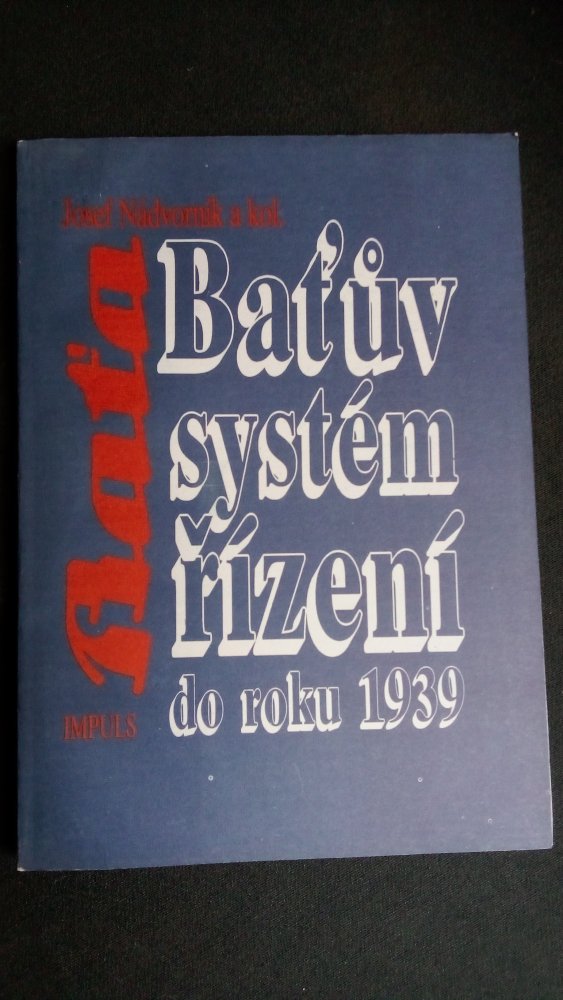 Josef Nádvorník a kol.
Baťa
Baťův
systém
řízení
do roku 1939
IMPULS